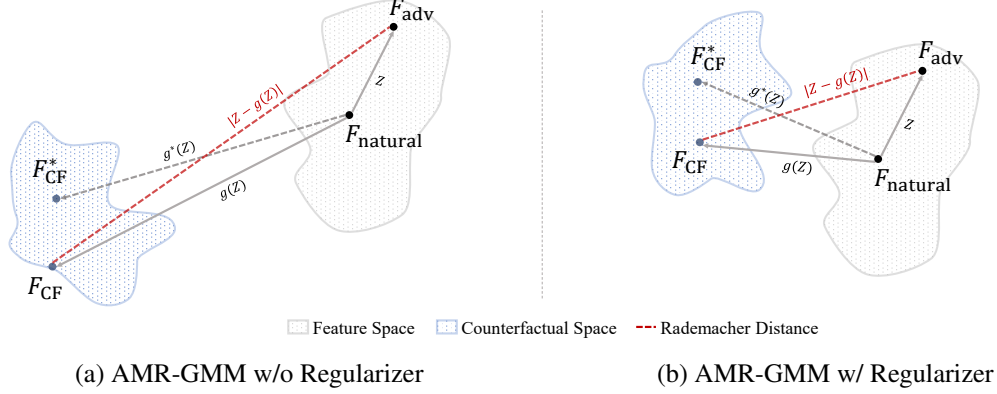 F_adv
Z
|Z − g(Z)|
F_natural
g*(Z)
F*_CF
g(Z)
F_CF
F_adv
F*_CF
|Z − g(Z)|
g*(Z)
Z
F_CF
g(Z)
F_natural
Feature Space Counterfactual Space Rademacher Distance
(a) AMR-GMM w/o Regularizer (b) AMR-GMM w/ Regularizer